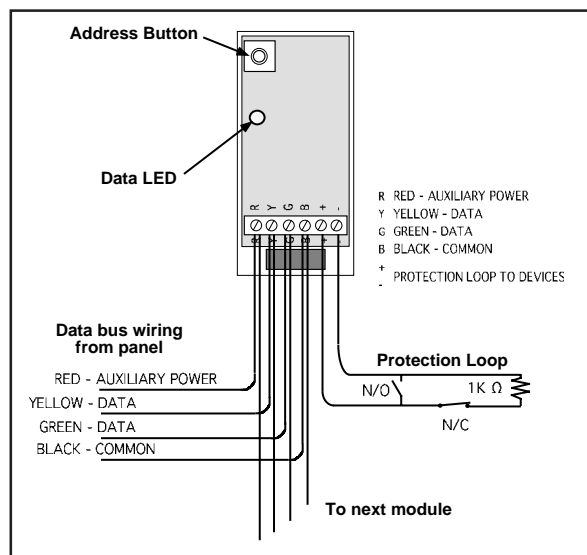 Address Button
Data LED
R Y G B + -
R Y G B + -
R RED - AUXILIARY POWER
Y YELLOW - DATA
G GREEN - DATA
B BLACK - COMMON
+
- PROTECTION LOOP TO DEVICES
Data bus wiring
from panel
RED - AUXILIARY POWER
YELLOW - DATA
GREEN - DATA
BLACK - COMMON
Protection Loop
N/O
1K Ω
N/C
To next module